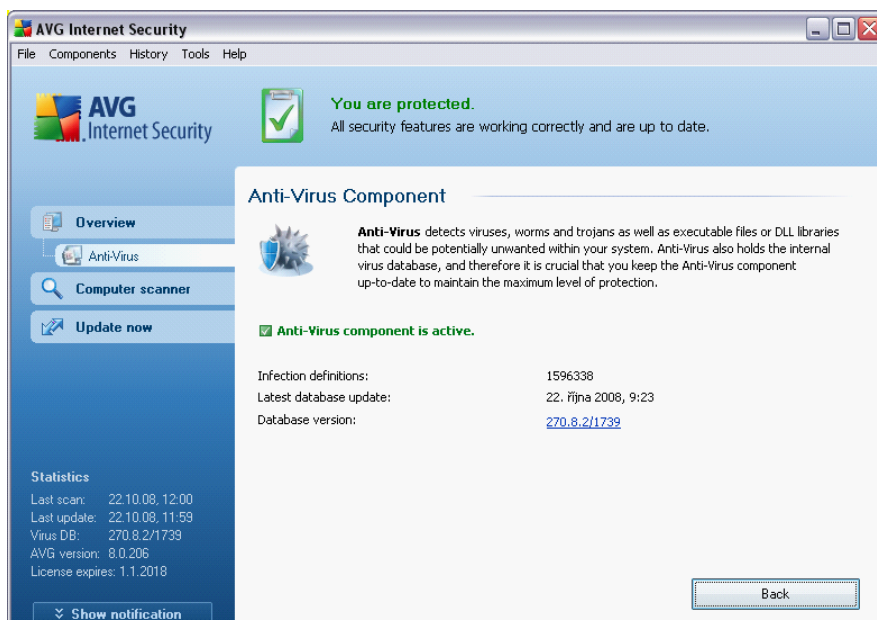 AVG Internet Security
File Components History Tools Help
AVG
Internet Security
You are protected.
All security features are working correctly and are up to date.
Overview
Anti-Virus
Computer scanner
Update now
Anti-Virus Component
Anti-Virus detects viruses, worms and trojans as well as executable files or DLL libraries
that could be potentially unwanted within your system. Anti-Virus also holds the internal
virus database, and therefore it is crucial that you keep the Anti-Virus component
up-to-date to maintain the maximum level of protection.
Anti-Virus component is active.
Infection definitions: 1596338
Latest database update: 22. října 2008, 9:23
Database version: 270.8.2/1739
Statistics
Last scan: 22.10.08, 12:00
Last update: 22.10.08, 11:59
Virus DB: 270.8.2/1739
AVG version: 8.0.206
License expires: 1.1.2018
Show notification
Back